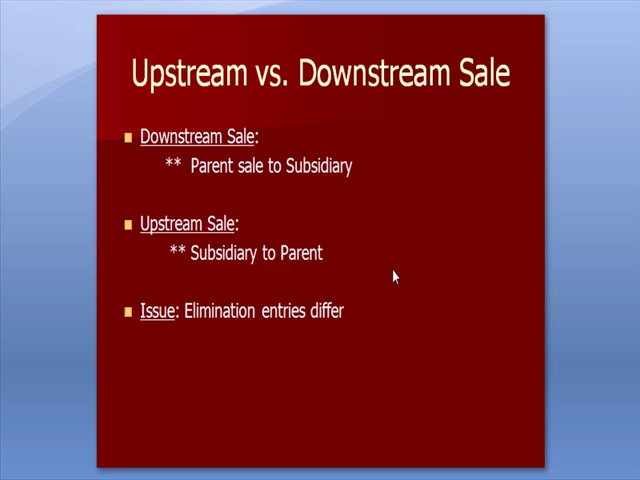 Upstream vs. Downstream Sale
Downstream Sale:
** Parent sale to Subsidiary
Upstream Sale:
** Subsidiary to Parent
Issue: Elimination entries differ